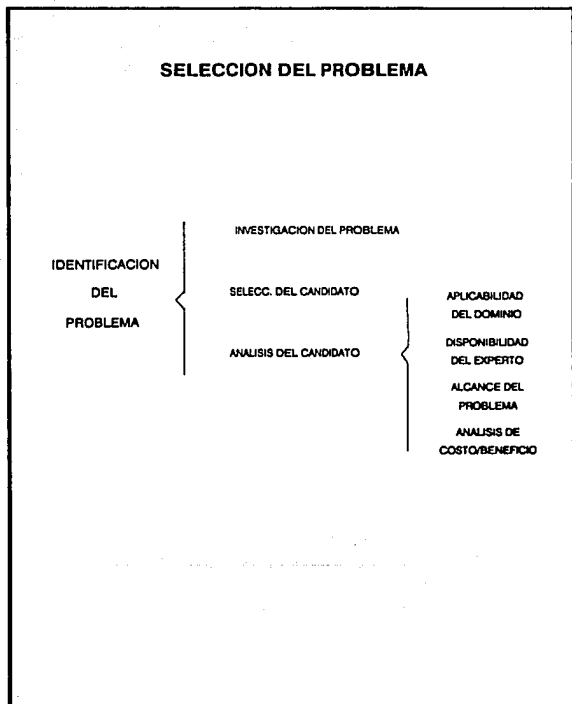 SELECCION DEL PROBLEMA
IDENTIFICACION
DEL
PROBLEMA
INVESTIGACION DEL PROBLEMA
SELECC. DEL CANDIDATO
ANALISIS DEL CANDIDATO
APLICABILIDAD
DEL DOMINIO
DISPONIBILIDAD
DEL EXPERTO
ALCANCE DEL
PROBLEMA
ANALISIS DE
COSTO/BENEFICIO